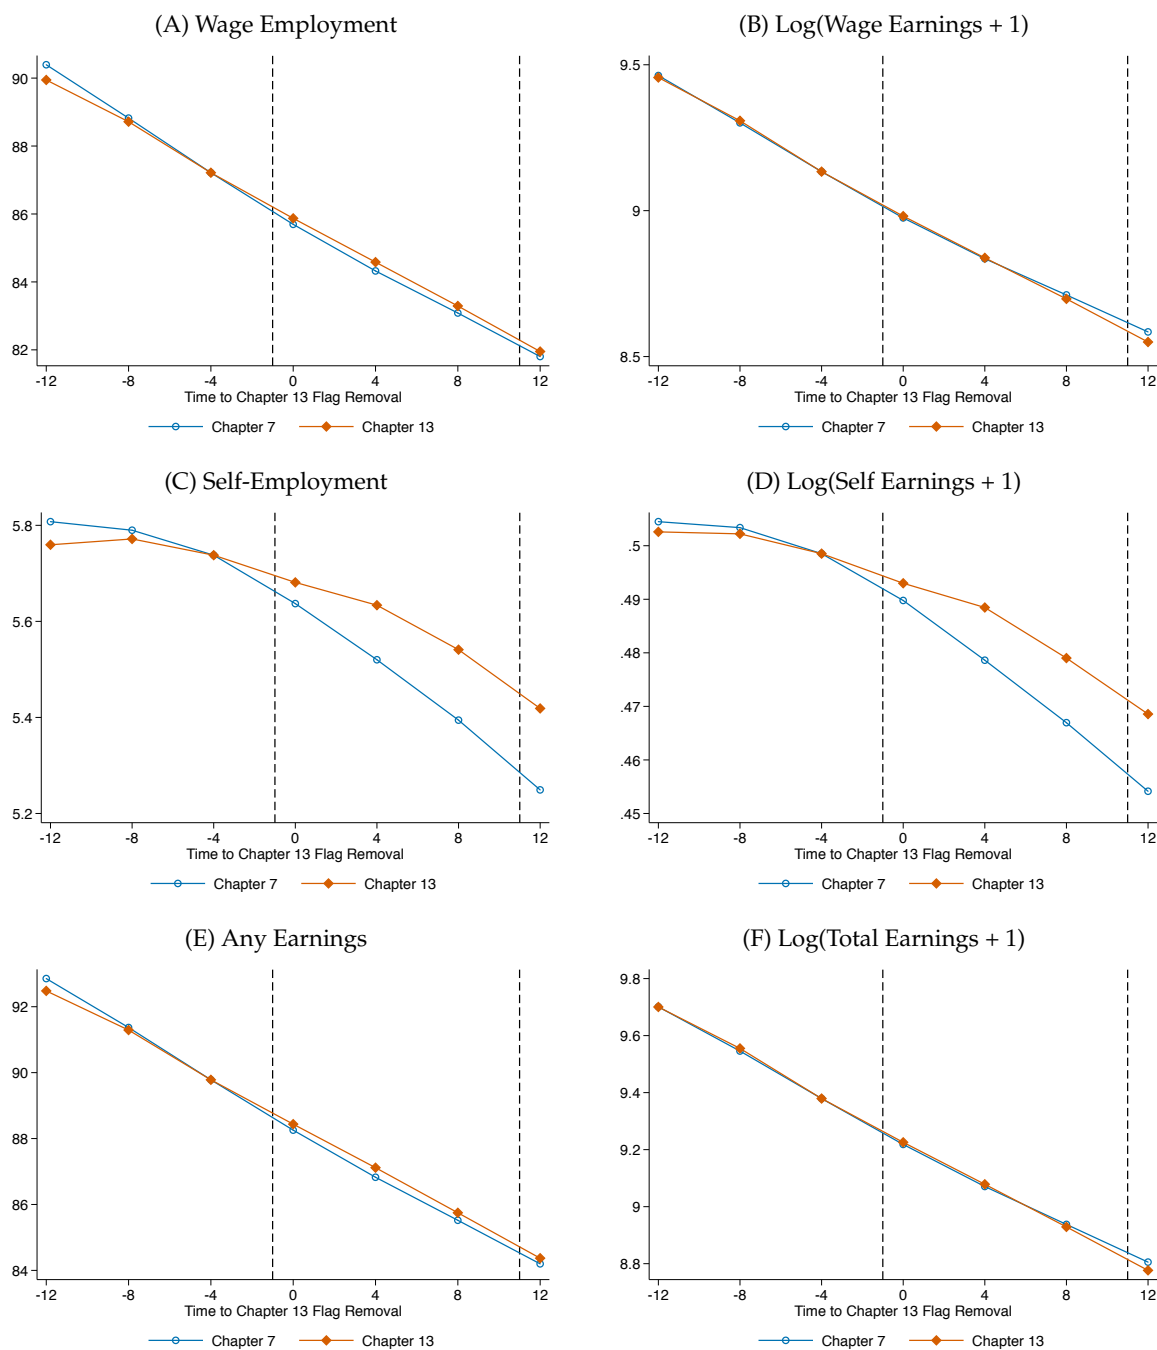 (A) Wage Employment
90
88
86
84
82
-12 -8 -4 0 4 8 12
Time to Chapter 13 Flag Removal
Chapter 7 Chapter 13
(B) Log(Wage Earnings + 1)
9.5
9
8.5
-12 -8 -4 0 4 8 12
Time to Chapter 13 Flag Removal
Chapter 7 Chapter 13
(C) Self-Employment
5.8
5.6
5.4
5.2
-12 -8 -4 0 4 8 12
Time to Chapter 13 Flag Removal
Chapter 7 Chapter 13
(D) Log(Self Earnings + 1)
.5
.49
.48
.47
.46
.45
-12 -8 -4 0 4 8 12
Time to Chapter 13 Flag Removal
Chapter 7 Chapter 13
(E) Any Earnings
92
90
88
86
84
-12 -8 -4 0 4 8 12
Time to Chapter 13 Flag Removal
Chapter 7 Chapter 13
(F) Log(Total Earnings + 1)
9.8
9.6
9.4
9.2
9
8.8
-12 -8 -4 0 4 8 12
Time to Chapter 13 Flag Removal
Chapter 7 Chapter 13